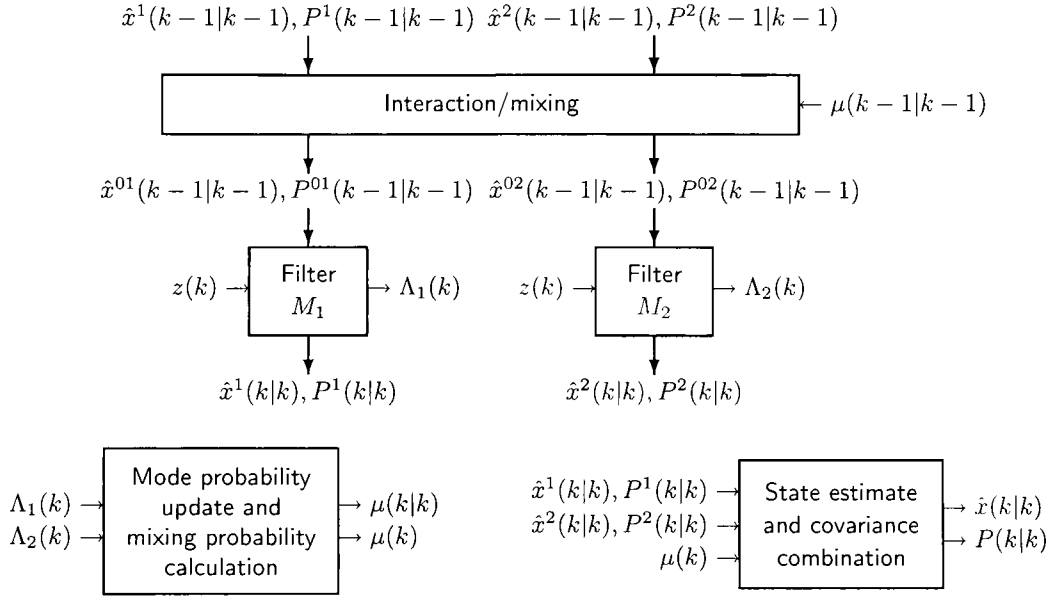 x̂¹(k − 1|k − 1), P¹(k − 1|k − 1) x̂²(k − 1|k − 1), P²(k − 1|k − 1)
Interaction/mixing
μ(k − 1|k − 1)
x̂⁰¹(k − 1|k − 1), P⁰¹(k − 1|k − 1) x̂⁰²(k − 1|k − 1), P⁰²(k − 1|k − 1)
z(k)
Filter
M₁
Λ₁(k)
z(k)
Filter
M₂
Λ₂(k)
x̂¹(k|k), P¹(k|k)
x̂²(k|k), P²(k|k)
Λ₁(k)
Λ₂(k)
Mode probability
update and
mixing probability
calculation
μ(k|k)
μ(k)
x̂¹(k|k), P¹(k|k)
x̂²(k|k), P²(k|k)
μ(k)
State estimate
and covariance
combination
x̂(k|k)
P(k|k)